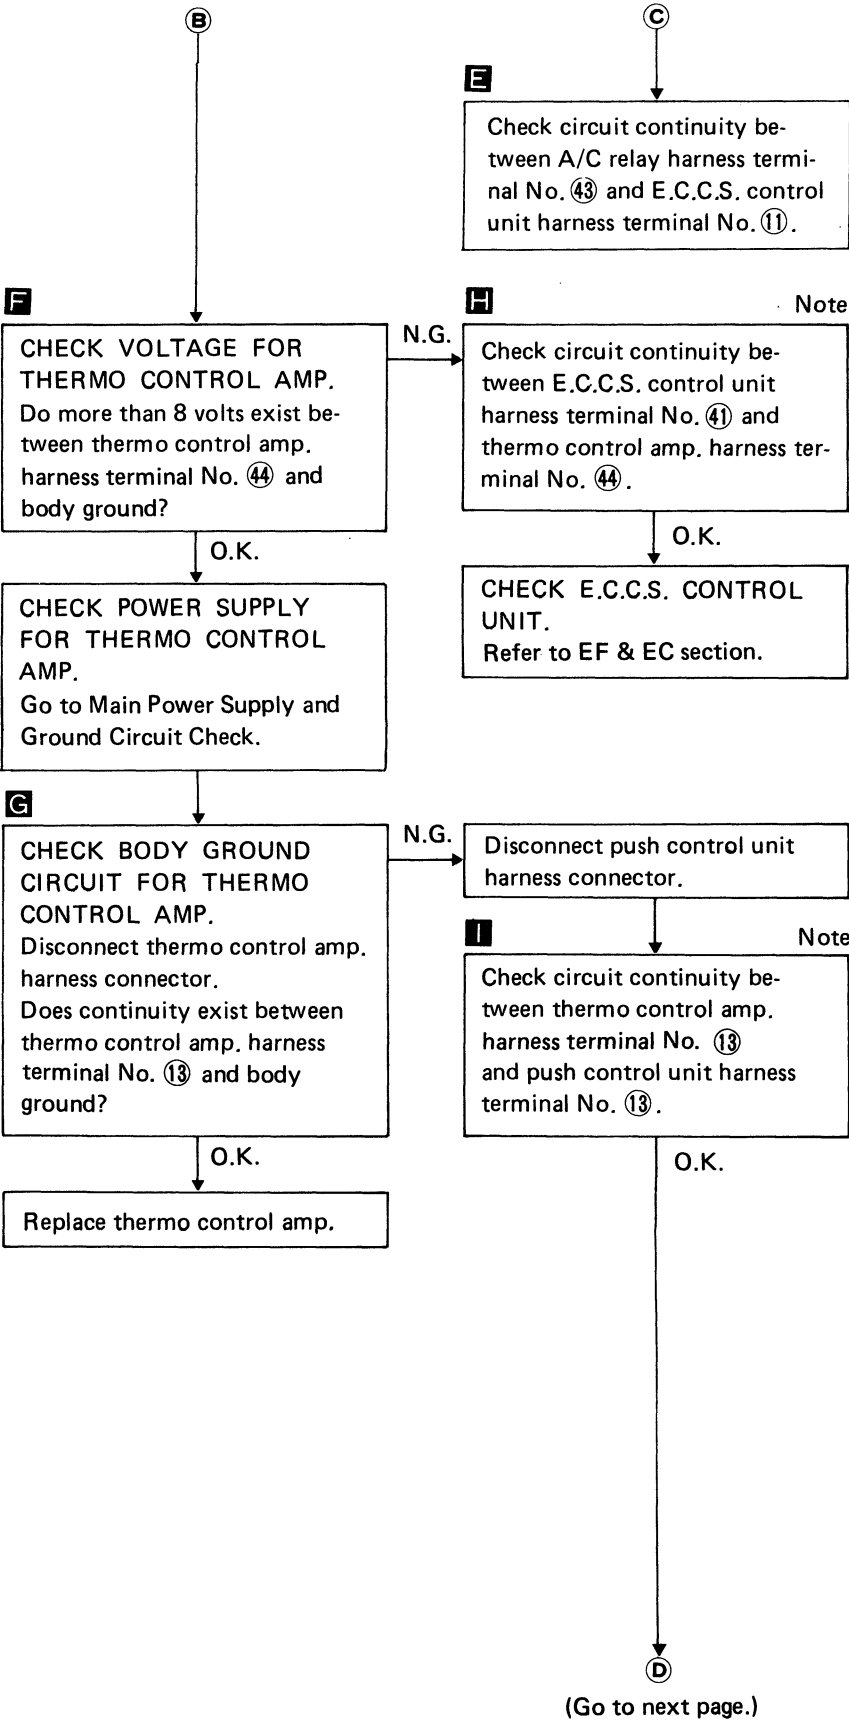 B
C
E
Check circuit continuity be-
tween A/C relay harness termi-
nal No. 43 and E.C.C.S. control
unit harness terminal No. 11.
F
CHECK VOLTAGE FOR
THERMO CONTROL AMP.
Do more than 8 volts exist be-
tween thermo control amp.
harness terminal No. 44 and
body ground?
N.G.
H
Note
Check circuit continuity be-
tween E.C.C.S. control unit
harness terminal No. 41 and
thermo control amp. harness ter-
minal No. 44.
O.K.
O.K.
CHECK POWER SUPPLY
FOR THERMO CONTROL
AMP.
Go to Main Power Supply and
Ground Circuit Check.
CHECK E.C.C.S. CONTROL
UNIT.
Refer to EF & EC section.
G
CHECK BODY GROUND
CIRCUIT FOR THERMO
CONTROL AMP.
Disconnect thermo control amp.
harness connector.
Does continuity exist between
thermo control amp. harness
terminal No. 13 and body
ground?
N.G.
Disconnect push control unit
harness connector.
I
Note
Check circuit continuity be-
tween thermo control amp.
harness terminal No. 13
and push control unit harness
terminal No. 13.
O.K.
O.K.
Replace thermo control amp.
D
(Go to next page.)